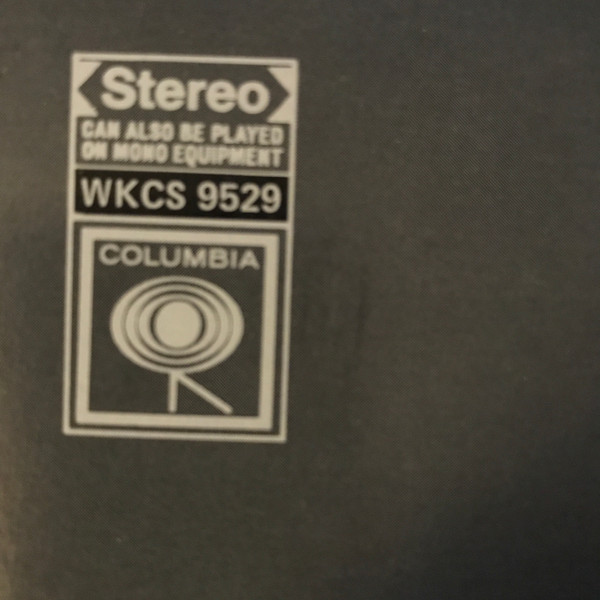 Stereo
CAN ALSO BE PLAYED
ON MONO EQUIPMENT
WKCS 9529
COLUMBIA